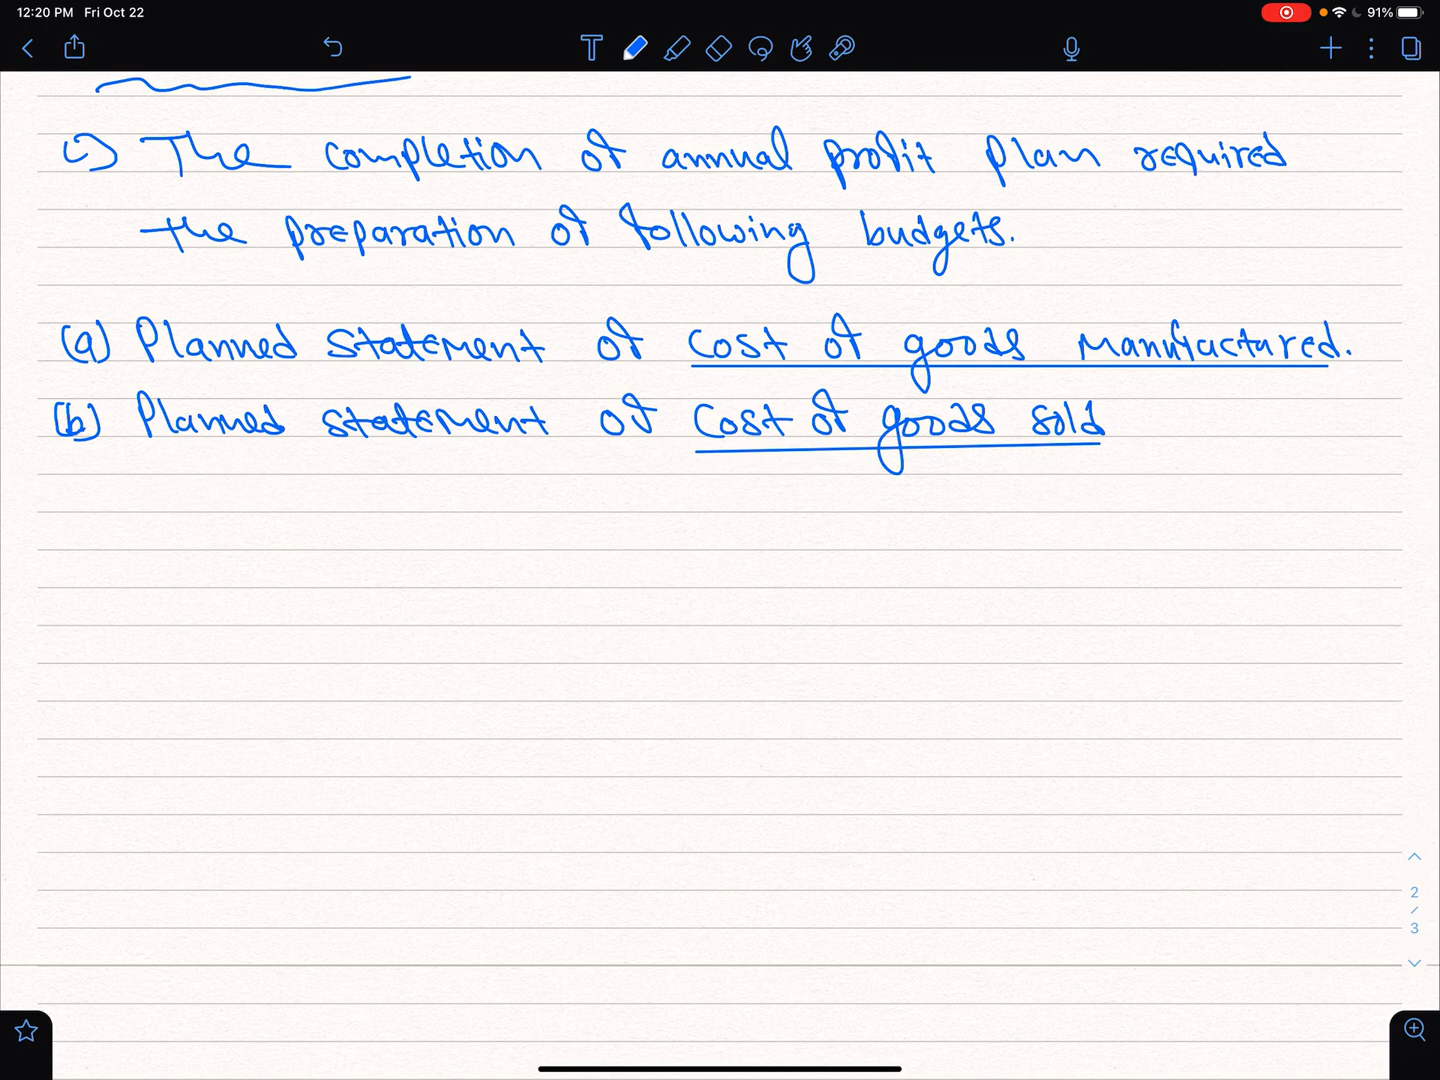 12:20 PM Fri Oct 22
91%
The completion of annual profit plan required
the preparation of following budgets.
(a) Planned statement of cost of goods manufactured.
(b) Planned statement of cost of goods sold
2
/
3